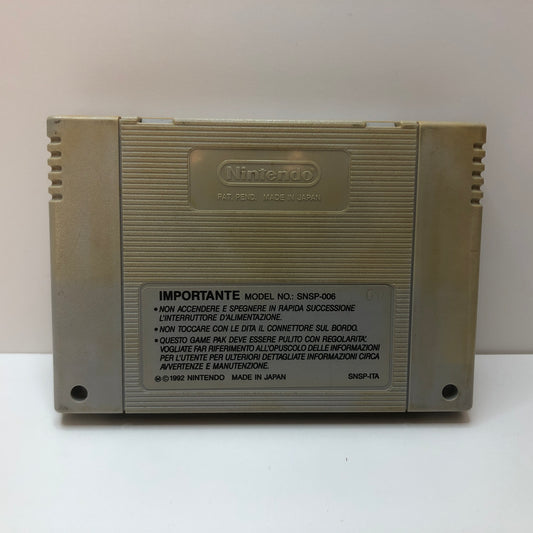 Nintendo
PAT. PEND. MADE IN JAPAN
IMPORTANTE MODEL NO.: SNSP-006
• NON ACCENDERE E SPEGNERE IN RAPIDA SUCCESSIONE
L'INTERRUTTORE D'ALIMENTAZIONE.
• NON TOCCARE CON LE DITA IL CONNETTORE SUL BORDO.
• QUESTO GAME PAK DEVE ESSERE PULITO CON REGOLARITA'.
VOGLIATE FAR RIFERIMENTO ALL'OPUSCOLO DELLE INFORMAZIONI
PER L'UTENTE PER ULTERIORI DETTAGLIATE INFORMAZIONI CIRCA
AVVERTENZE E MANUTENZIONE.
Ⓜ©1992 NINTENDO MADE IN JAPAN SNSP-ITA